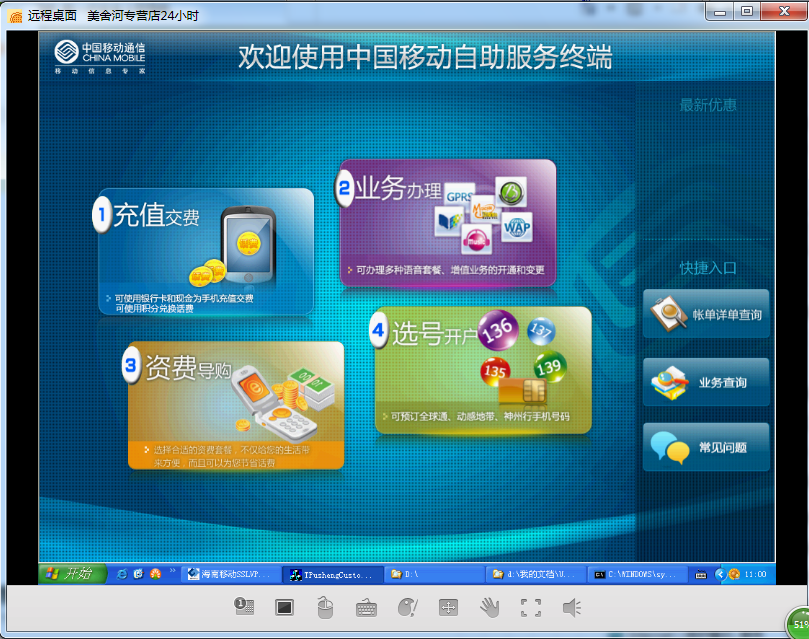 远程桌面 美舍河专营店24小时
中国移动通信
CHINA MOBILE
移 动 信 息 专 家
欢迎使用中国移动自助服务终端
最新优惠
1 充值交费
可使用银行卡和现金为手机充值交费
可使用积分兑换话费
2 业务办理
GPRS
WAP
music
可办理多种语音套餐、增值业务的开通和变更
3 资费导购
选择合适的资费套餐，不仅给您的生活带
来方便，而且可以为您节省话费
4 选号开户
136
137
135
139
可预订全球通、动感地带、神州行手机号码
快捷入口
帐单详单查询
业务查询
常见问题
开始
海南移动SSLVP...
TPushengCusto...
D:\
d:\我的文档\U...
C:\WINDOWS\sy...
11:00